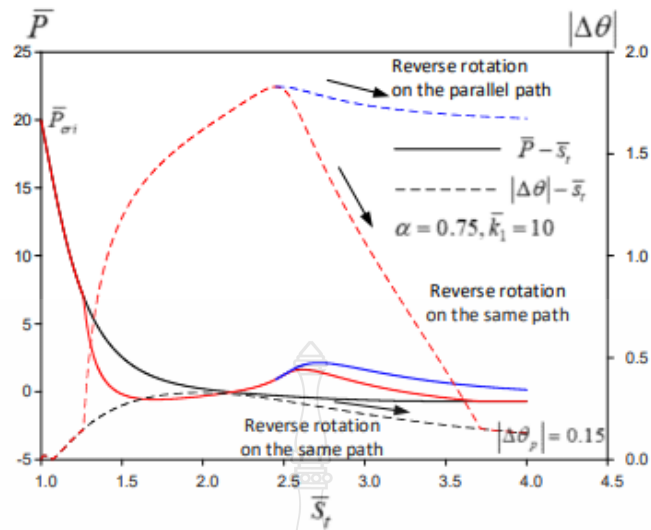 P̅
|Δθ|
25
20
15
10
5
0
-5
2.0
1.5
1.0
0.5
0.0
P̅σi
Reverse rotation
on the parallel path
P̅ – s̅t
|Δθ| – s̅t
α = 0.75, k̅1 = 10
Reverse rotation
on the same path
Reverse rotation
on the same path
|Δθp| = 0.15
1.0 1.5 2.0 2.5 3.0 3.5 4.0 4.5
s̅t